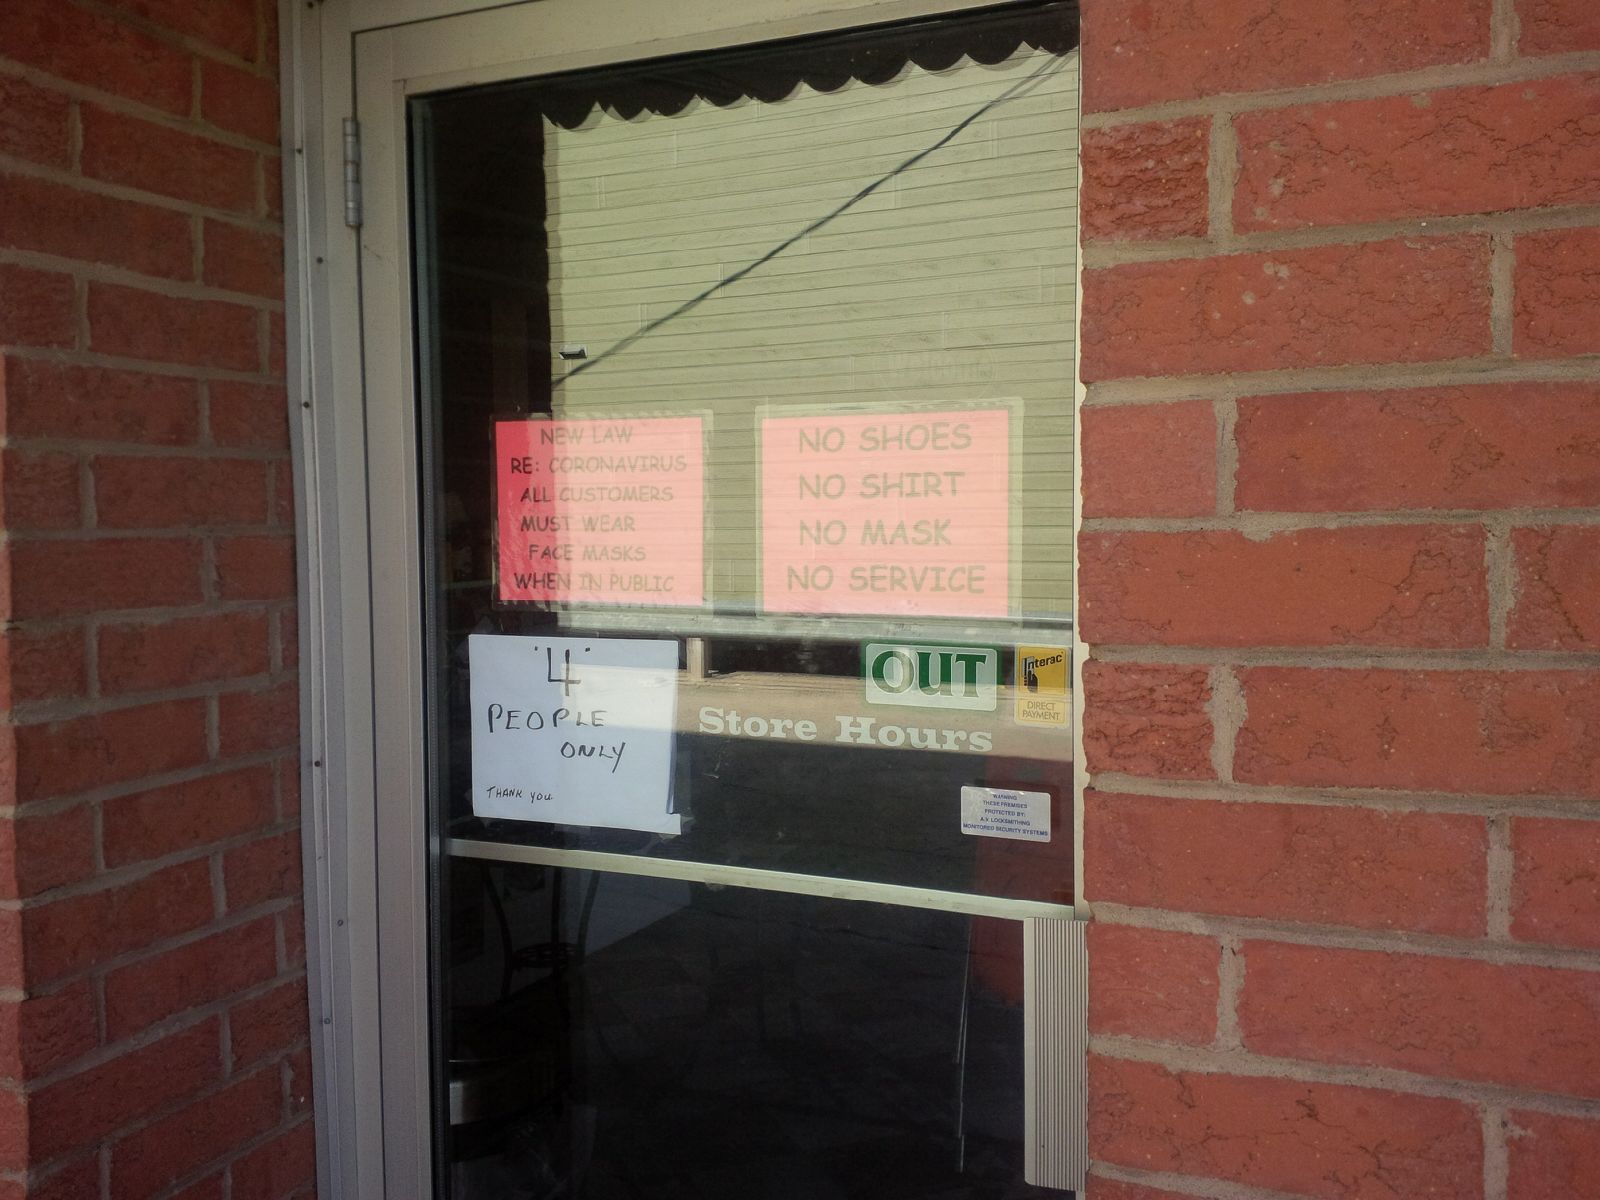 NEW LAW
RE: CORONAVIRUS
ALL CUSTOMERS
MUST WEAR
FACE MASKS
WHEN IN PUBLIC
NO SHOES
NO SHIRT
NO MASK
NO SERVICE
"4"
PEOPLE
ONLY
THANK YOU
OUT
Interac
DIRECT
PAYMENT
Store Hours
WARNING
THESE PREMISES
PROTECTED BY:
A.V. LOCKSMITHING
MONITORED SECURITY SYSTEMS